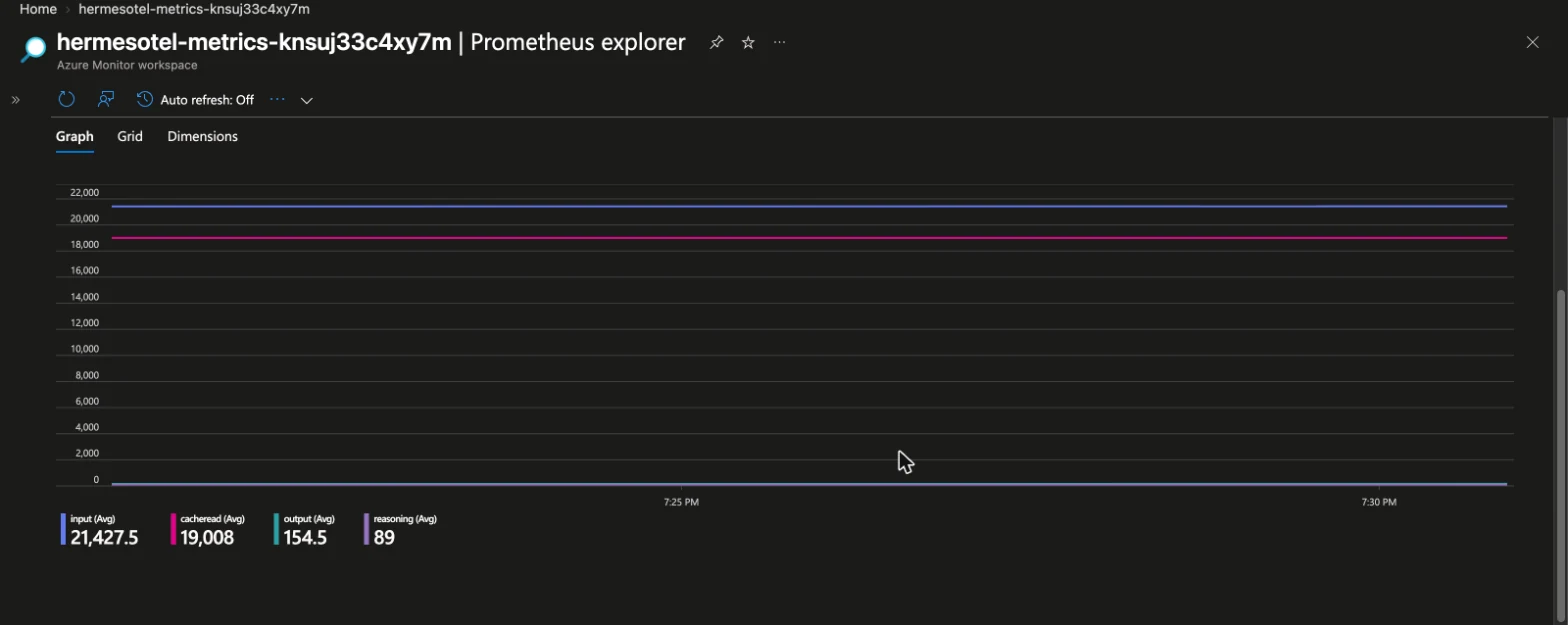 Home › hermesotel-metrics-knsuj33c4xy7m
hermesotel-metrics-knsuj33c4xy7m | Prometheus explorer
Azure Monitor workspace
Auto refresh: Off
Graph Grid Dimensions
22,000
20,000
18,000
16,000
14,000
12,000
10,000
8,000
6,000
4,000
2,000
0
7:25 PM 7:30 PM
input (Avg) cacheread (Avg) output (Avg) reasoning (Avg)
21,427.5 19,008 154.5 89